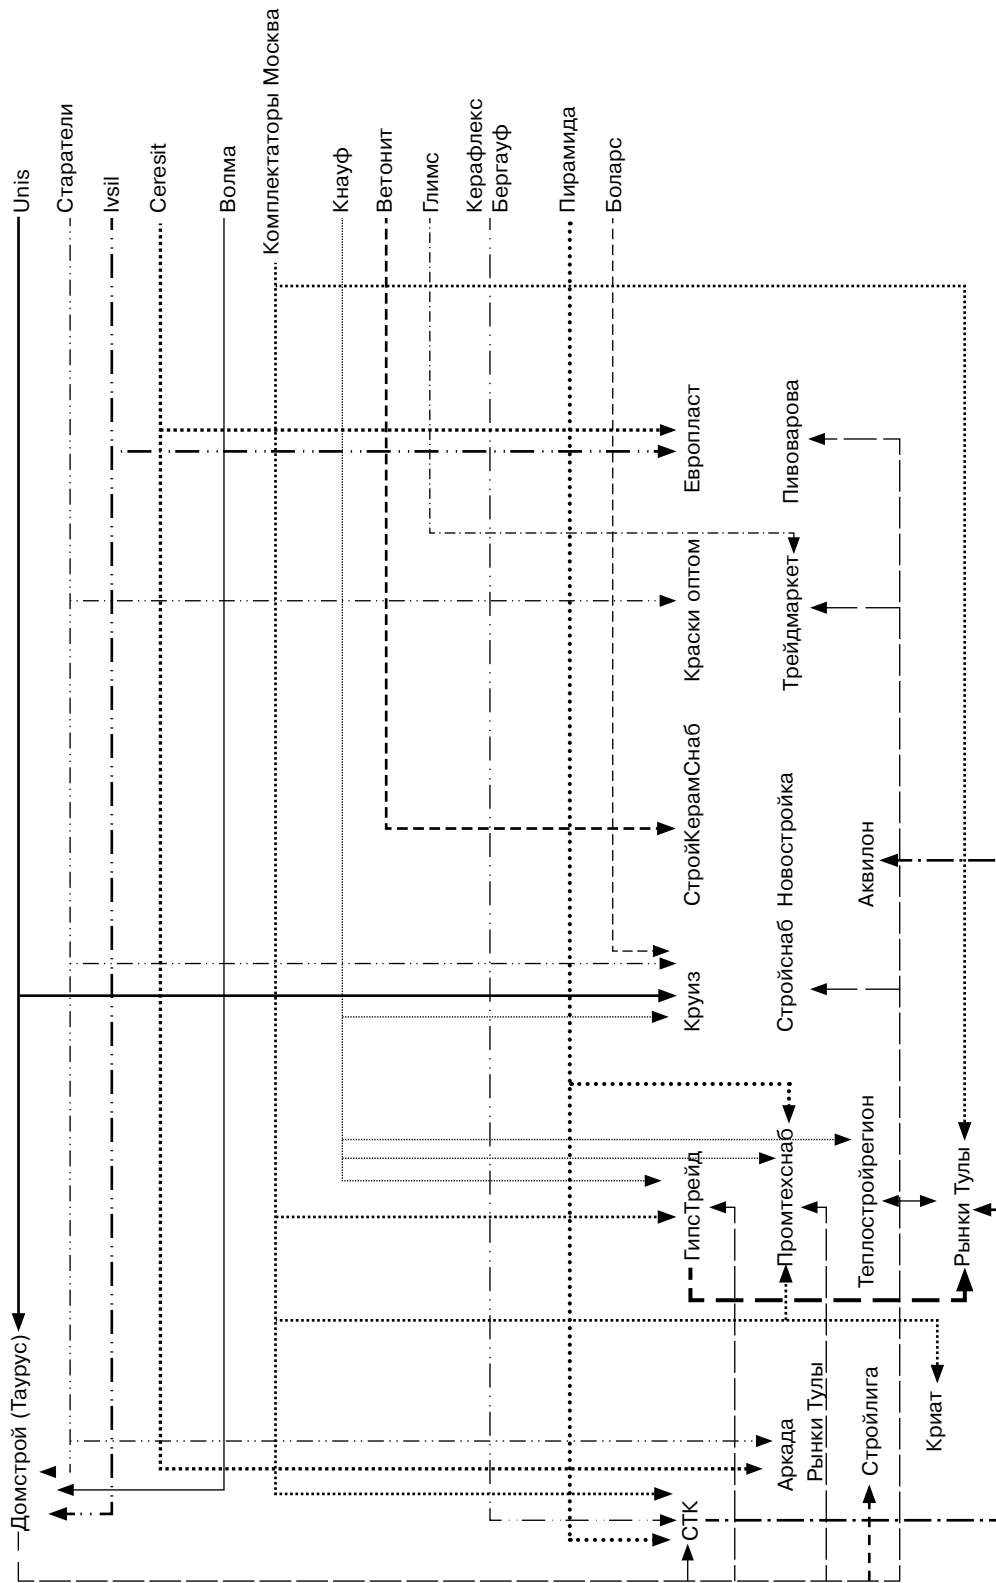 Unis
Старатели
Ivsil
Ceresit
Волма
Комплектаторы Москва
Кнауф
Ветонит
Глимс
Керафлекс
Бергауф
Пирамида
Боларс
Европласт
Пивоварова
Краски оптом
Трейдмаркет
СтройКерамСнаб
Новостройка
Аквилон
Круиз
Стройснаб
ГипсТрейд
Промтехснаб
Теплостройрегион
Рынки Тулы
Домстрой (Таурус)
Аркада
Рынки Тулы
Стройлига
Криат
СТК